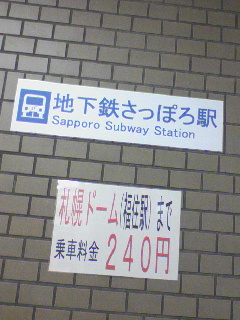 地下鉄さっぽろ駅
Sapporo Subway Station
札幌ドーム(福住駅)まで
乗車料金 240円